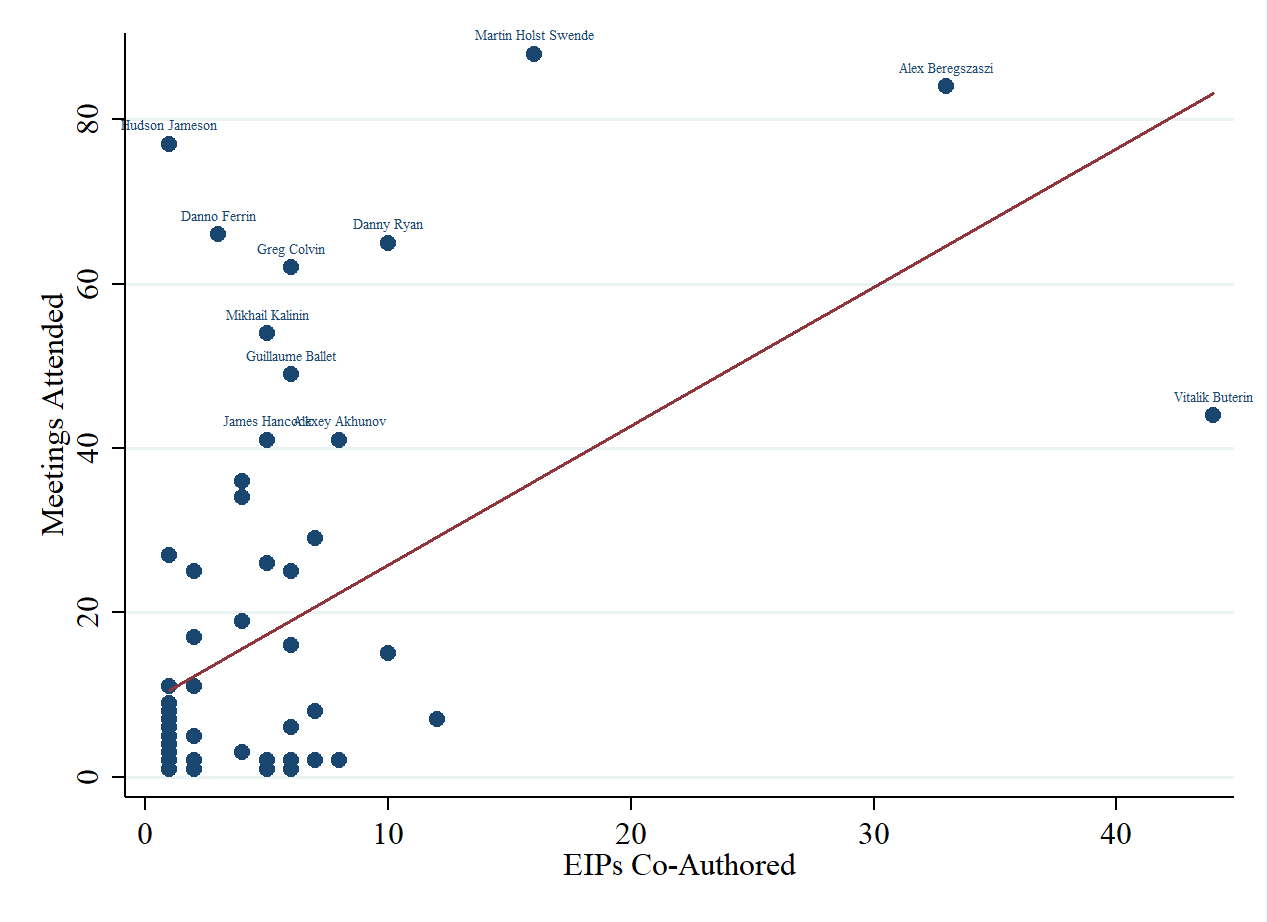 Martin Holst Swende
Alex Beregszaszi
Hudson Jameson
Danno Ferrin
Danny Ryan
Greg Colvin
Mikhail Kalinin
Guillaume Ballet
Vitalik Buterin
James Hancock
Alexey Akhunov
Meetings Attended
80
60
40
20
0
0 10 20 30 40
EIPs Co-Authored